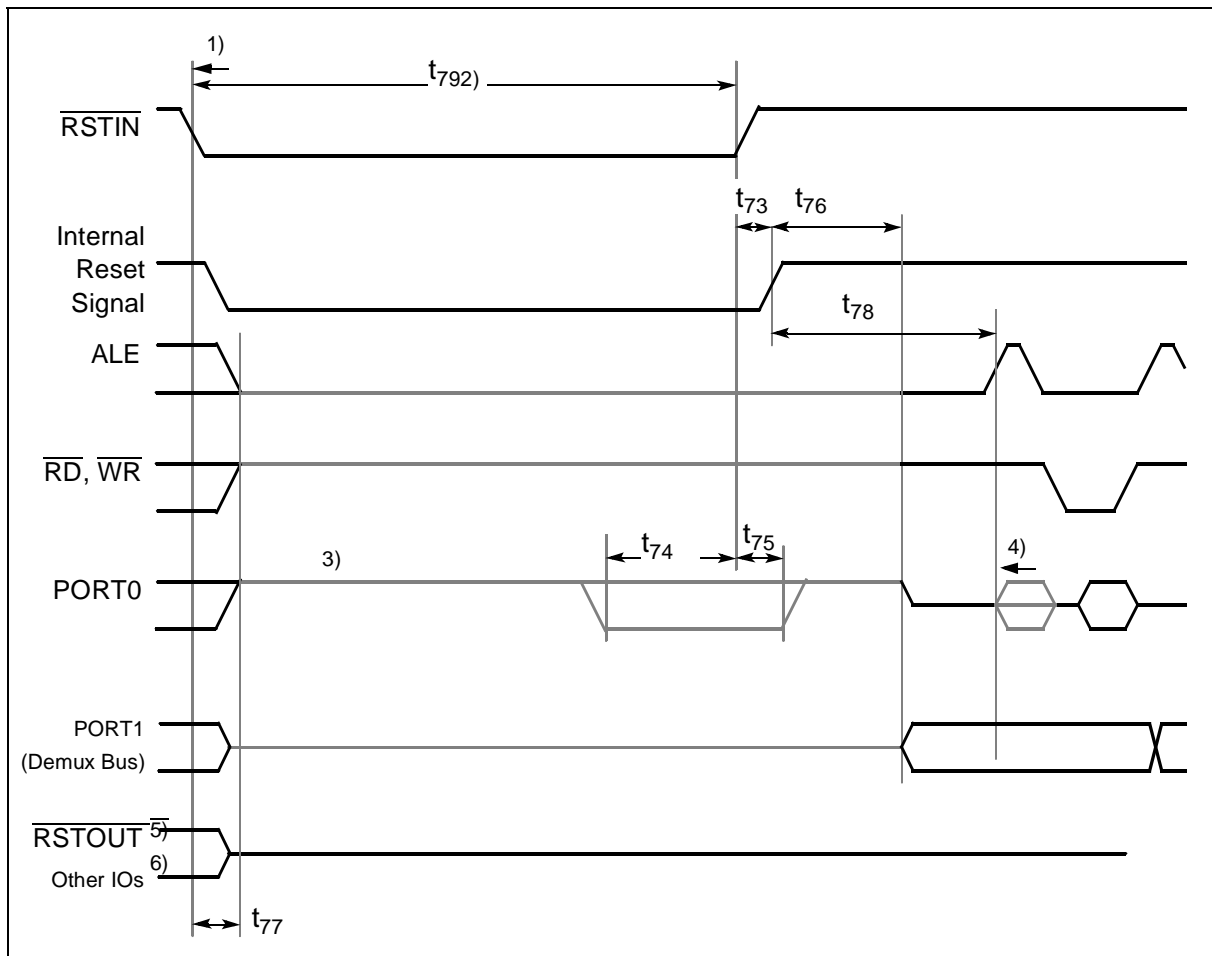 1)
t792)
RSTIN
t73
t76
Internal
Reset
Signal
t78
ALE
RD, WR
3)
t74
t75
4)
PORT0
PORT1
(Demux Bus)
RSTOUT 5)
Other IOs 6)
t77